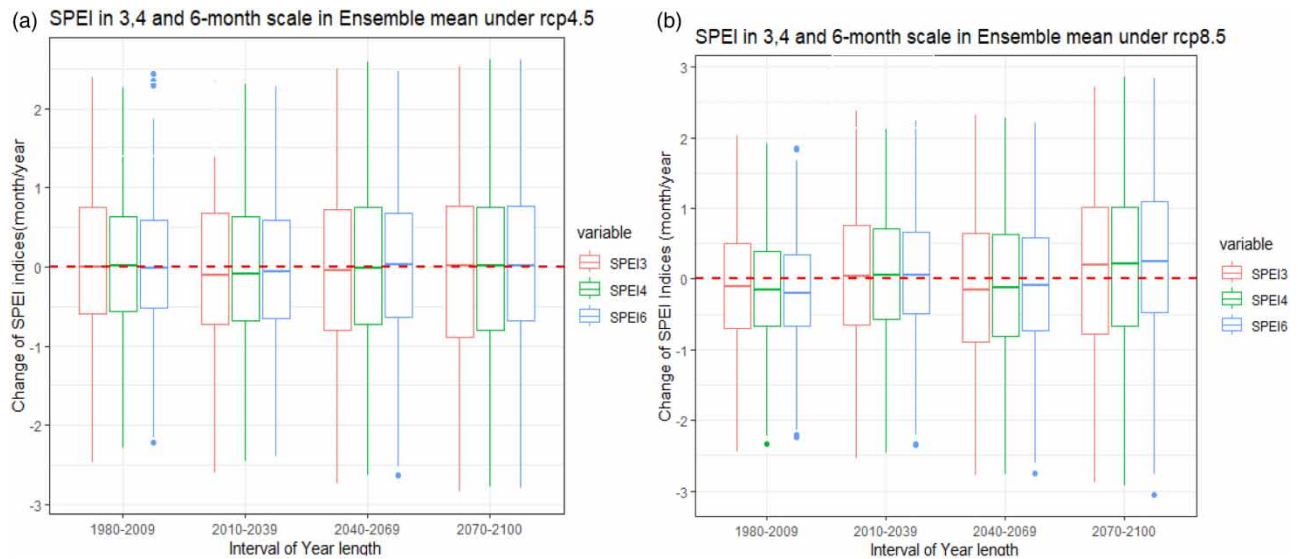 (a) SPEI in 3,4 and 6-month scale in Ensemble mean under rcp4.5
Change of SPEI indices(month/year
2
1
0
-1
-2
-3
1980-2009 2010-2039 2040-2069 2070-2100
Interval of Year length
variable
SPEI3
SPEI4
SPEI6
(b)
SPEI in 3,4 and 6-month scale in Ensemble mean under rcp8.5
Change of SPEI Indices (month/year
3
2
1
0
-1
-2
-3
1980-2009 2010-2039 2040-2069 2070-2100
Interval of Year length
variable
SPEI3
SPEI4
SPEI6